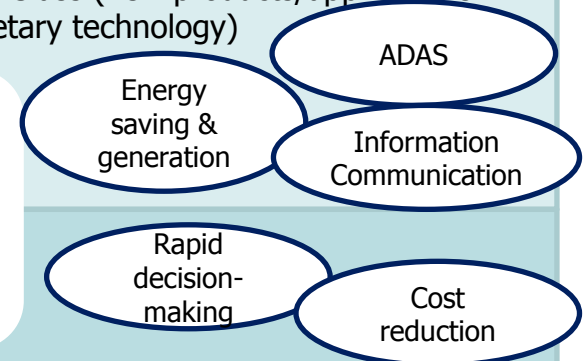 etary technology)
ADAS
Energy
saving &
generation
Information
Communication
Rapid
decision-
making
Cost
reduction